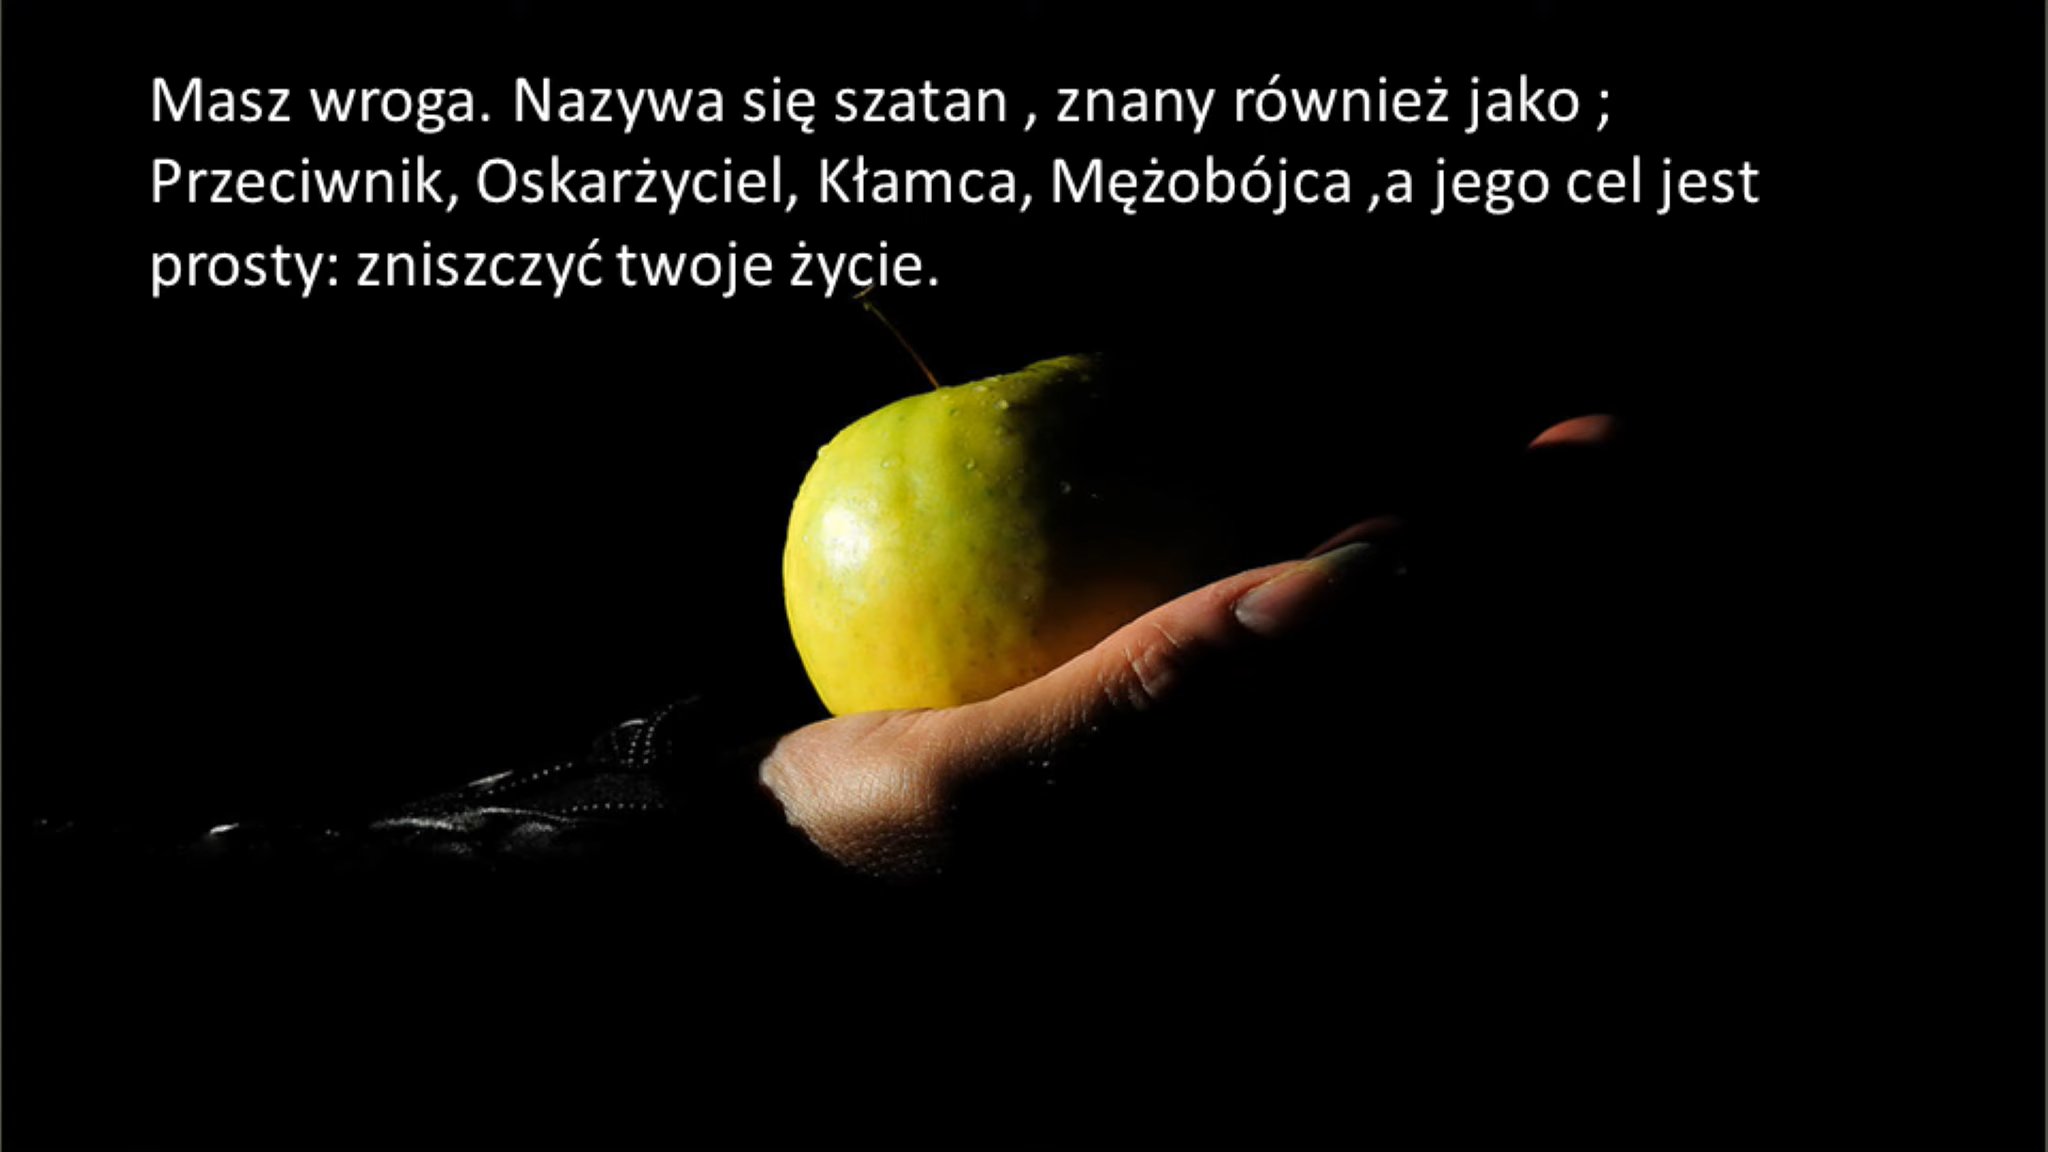 Masz wroga. Nazywa się szatan , znany również jako ;
Przeciwnik, Oskarżyciel, Kłamca, Mężobójca ,a jego cel jest
prosty: zniszczyć twoje życie.